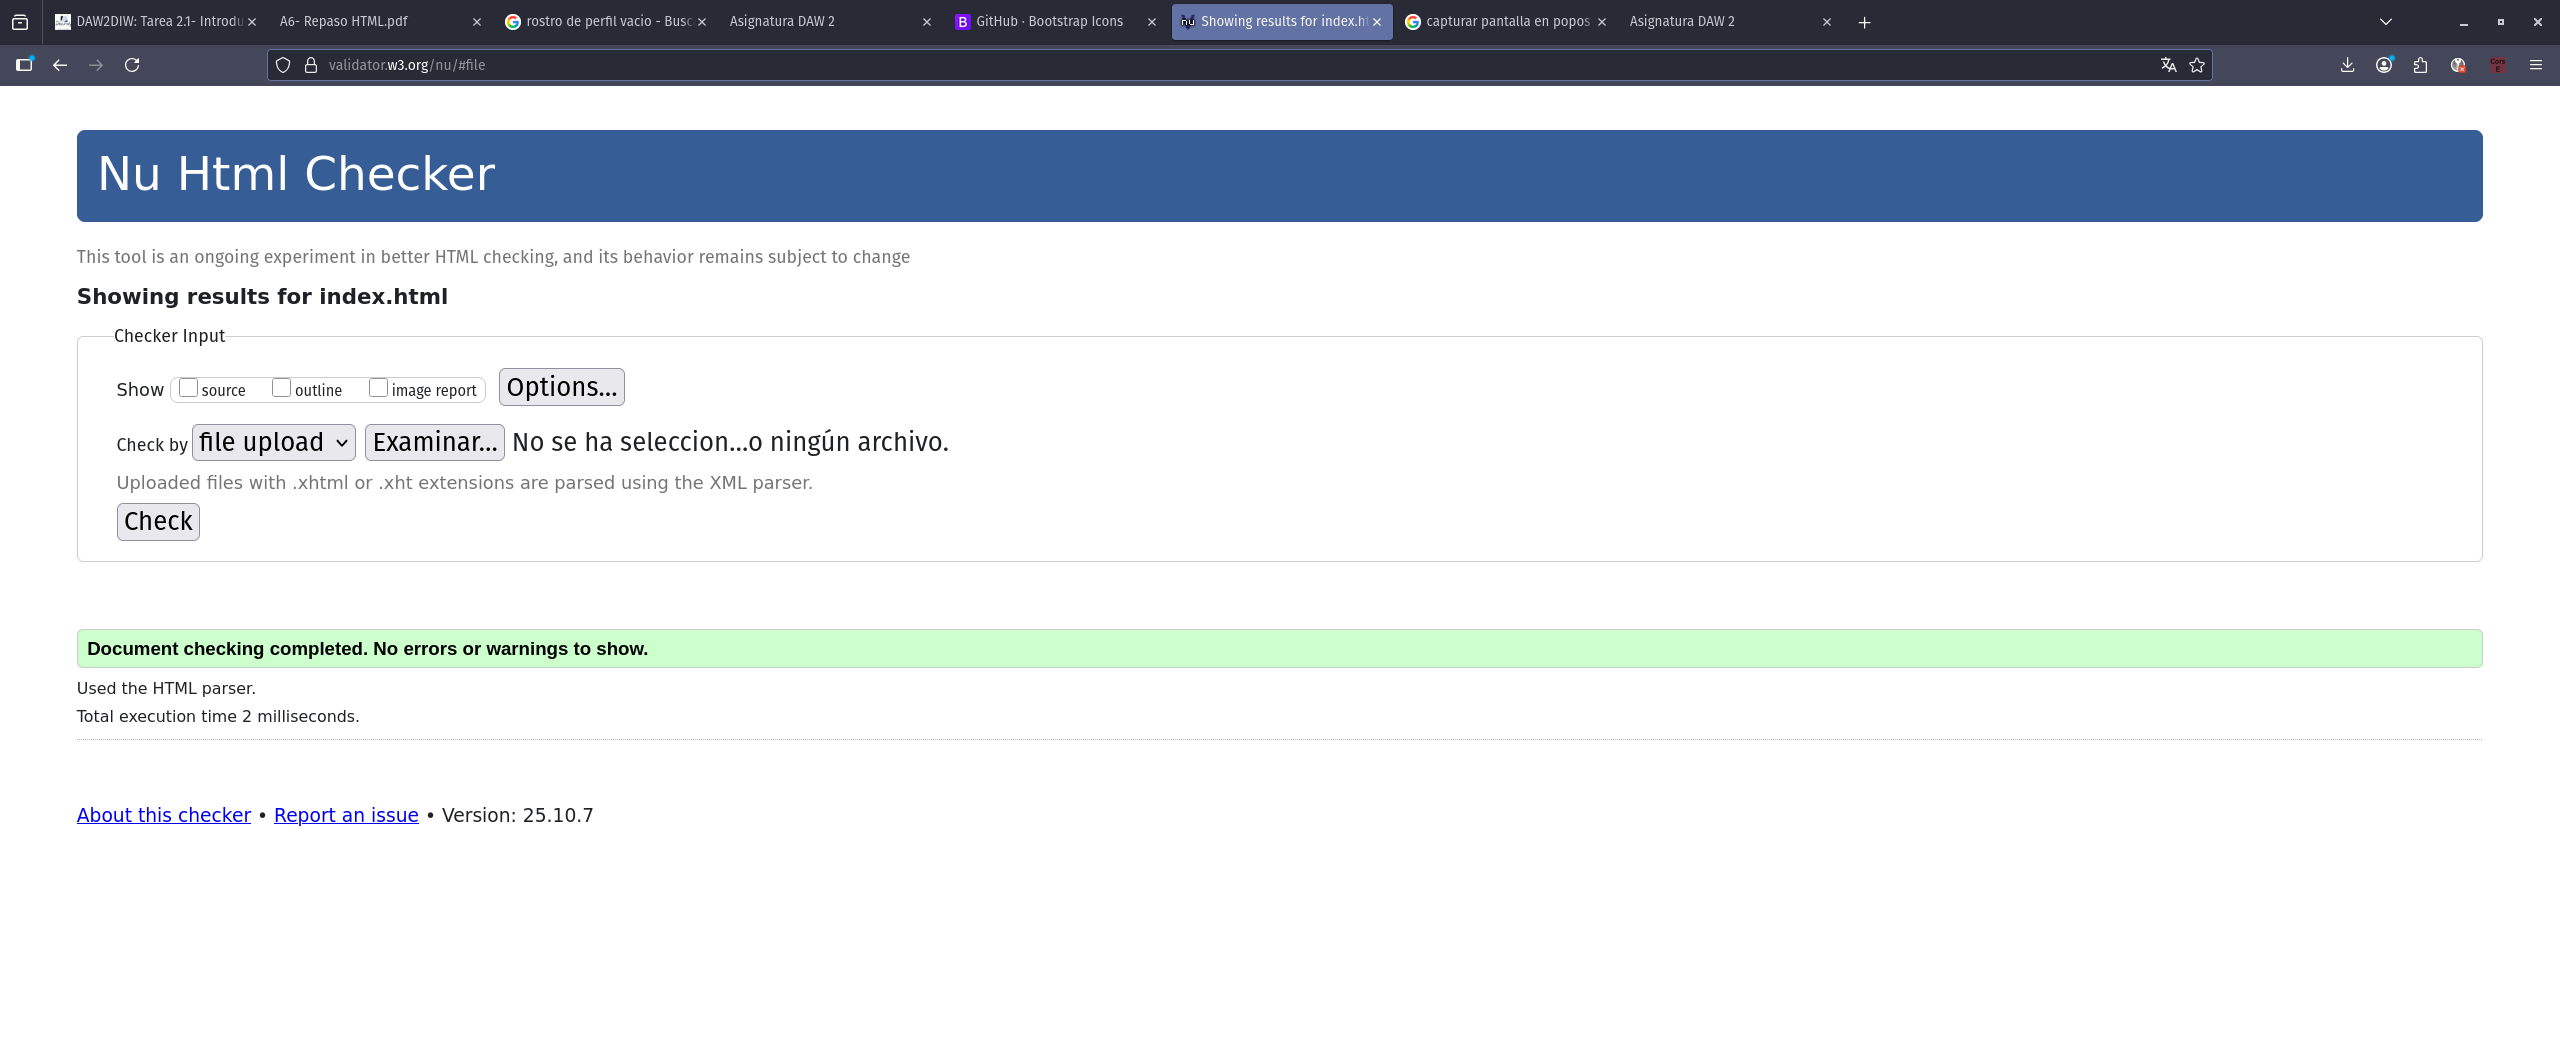 DAW2DIW: Tarea 2.1- Introdu
A6- Repaso HTML.pdf
rostro de perfil vacio - Busc
Asignatura DAW 2
GitHub · Bootstrap Icons
Showing results for index.ht
capturar pantalla en popos
Asignatura DAW 2
validator.w3.org/nu/#file
Nu Html Checker
This tool is an ongoing experiment in better HTML checking, and its behavior remains subject to change
Showing results for index.html
Checker Input
Show source outline image report Options...
Check by file upload Examinar... No se ha seleccion...o ningún archivo.
Uploaded files with .xhtml or .xht extensions are parsed using the XML parser.
Check
Document checking completed. No errors or warnings to show.
Used the HTML parser.
Total execution time 2 milliseconds.
About this checker • Report an issue • Version: 25.10.7